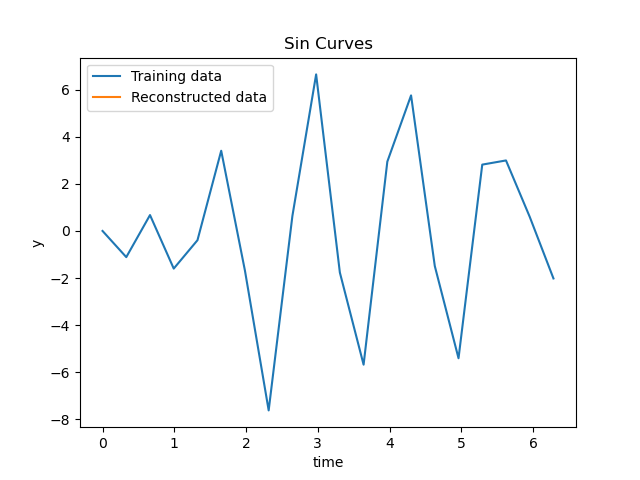 Sin Curves
Training data
Reconstructed data
y
6
4
2
0
−2
−4
−6
−8
0 1 2 3 4 5 6
time